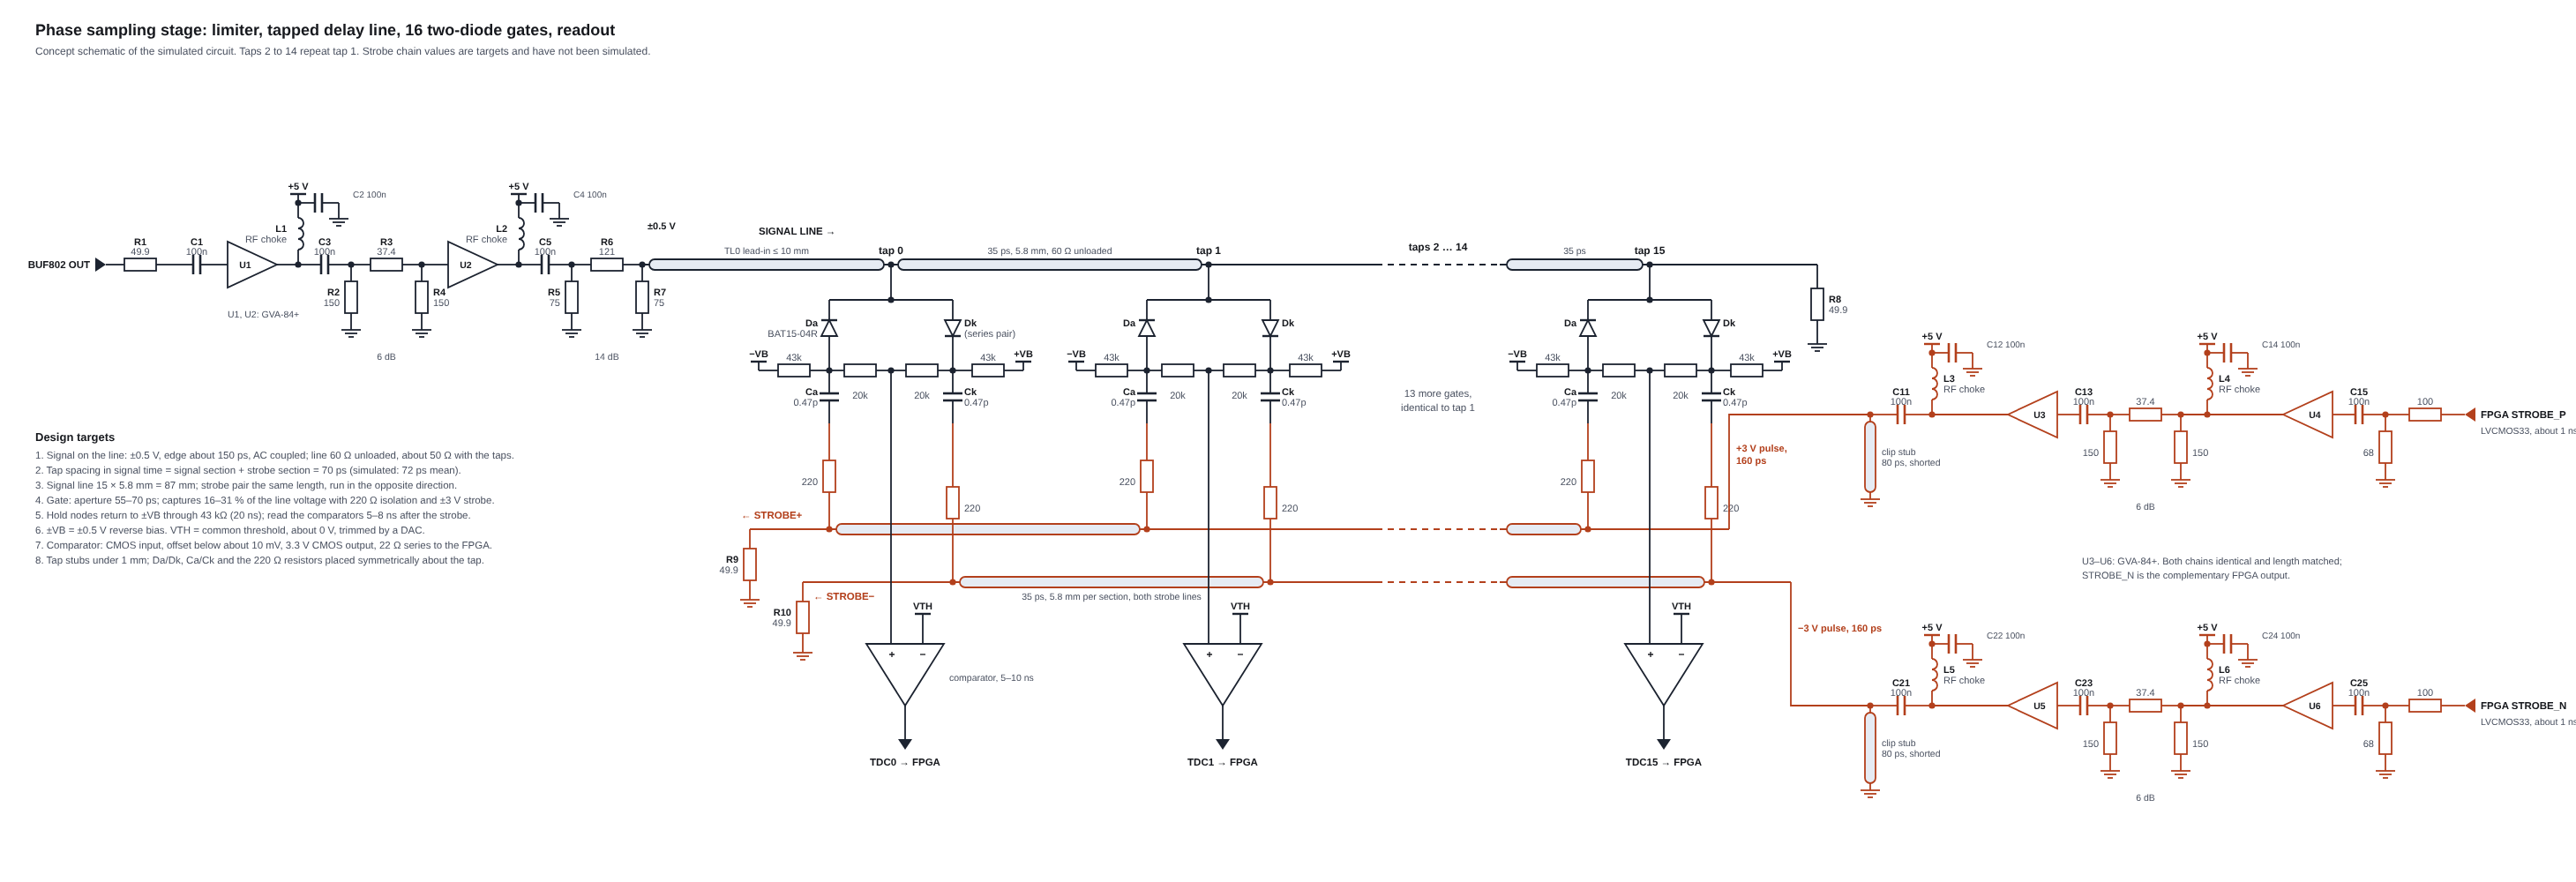 Phase sampling stage: limiter, tapped delay line, 16 two-diode gates, readout
Concept schematic of the simulated circuit. Taps 2 to 14 repeat tap 1. Strobe chain values are targets and have not been simulated.
+5 V
C2 100n
L1
RF choke
+5 V
C4 100n
L2
RF choke
±0.5 V
SIGNAL LINE →
BUF802 OUT
R1
49.9
C1
100n
U1
C3
100n
R3
37.4
U2
C5
100n
R6
121
R2
150
R4
150
R5
75
R7
75
U1, U2: GVA-84+
6 dB
14 dB
TL0 lead-in ≤ 10 mm
tap 0
35 ps, 5.8 mm, 60 Ω unloaded
tap 1
taps 2 … 14
35 ps
tap 15
R8
49.9
Da
BAT15-04R
Dk
(series pair)
−VB
43k
43k
+VB
Ca
0.47p
20k
20k
Ck
0.47p
220
220
Da
Dk
−VB
43k
43k
+VB
Ca
0.47p
20k
20k
Ck
0.47p
220
220
13 more gates,
identical to tap 1
Da
Dk
−VB
43k
43k
+VB
Ca
0.47p
20k
20k
Ck
0.47p
220
220
← STROBE+
R9
49.9
← STROBE−
R10
49.9
35 ps, 5.8 mm per section, both strobe lines
VTH
+
−
comparator, 5–10 ns
TDC0 → FPGA
VTH
+
−
TDC1 → FPGA
VTH
+
−
TDC15 → FPGA
Design targets
1. Signal on the line: ±0.5 V, edge about 150 ps, AC coupled; line 60 Ω unloaded, about 50 Ω with the taps.
2. Tap spacing in signal time = signal section + strobe section = 70 ps (simulated: 72 ps mean).
3. Signal line 15 × 5.8 mm = 87 mm; strobe pair the same length, run in the opposite direction.
4. Gate: aperture 55–70 ps; captures 16–31 % of the line voltage with 220 Ω isolation and ±3 V strobe.
5. Hold nodes return to ±VB through 43 kΩ (20 ns); read the comparators 5–8 ns after the strobe.
6. ±VB = ±0.5 V reverse bias. VTH = common threshold, about 0 V, trimmed by a DAC.
7. Comparator: CMOS input, offset below about 10 mV, 3.3 V CMOS output, 22 Ω series to the FPGA.
8. Tap stubs under 1 mm; Da/Dk, Ca/Ck and the 220 Ω resistors placed symmetrically about the tap.
+3 V pulse,
160 ps
+5 V
C12 100n
L3
RF choke
C11
100n
clip stub
80 ps, shorted
U3
C13
100n
150
37.4
150
6 dB
+5 V
C14 100n
L4
RF choke
U4
C15
100n
68
100
FPGA STROBE_P
LVCMOS33, about 1 ns
U3–U6: GVA-84+. Both chains identical and length matched;
STROBE_N is the complementary FPGA output.
−3 V pulse, 160 ps
+5 V
C22 100n
L5
RF choke
C21
100n
clip stub
80 ps, shorted
U5
C23
100n
150
37.4
150
6 dB
+5 V
C24 100n
L6
RF choke
U6
C25
100n
68
100
FPGA STROBE_N
LVCMOS33, about 1 ns